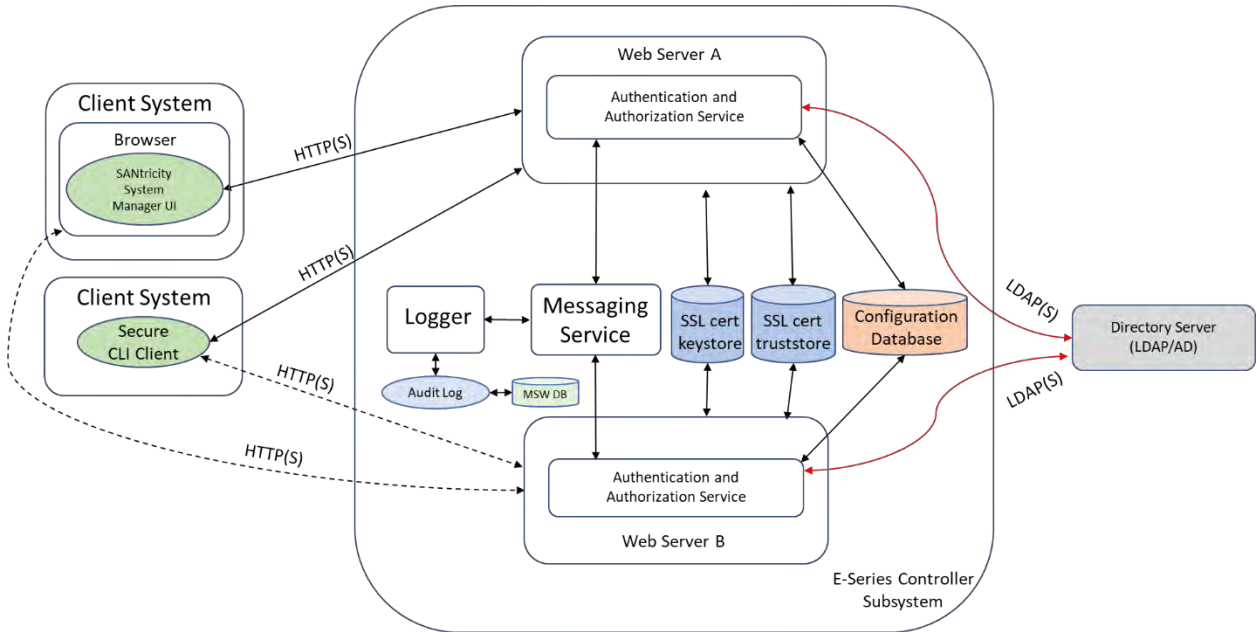 Client System
Browser
SANtricity
System
Manager UI
Client System
Secure
CLI Client
HTTP(S)
HTTP(S)
HTTP(S)
HTTP(S)
Web Server A
Authentication and
Authorization Service
Logger
Messaging
Service
SSL cert
keystore
SSL cert
truststore
Configuration
Database
Audit Log
MSW DB
Authentication and
Authorization Service
Web Server B
E-Series Controller
Subsystem
LDAP(S)
LDAP(S)
Directory Server
(LDAP/AD)